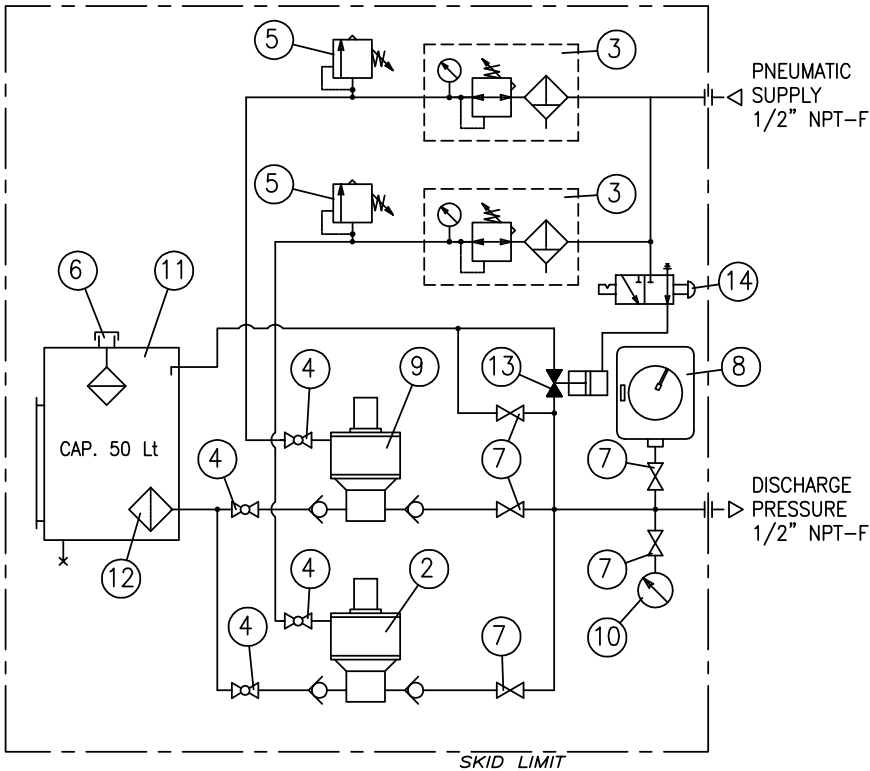 5
3
PNEUMATIC
SUPPLY
1/2" NPT-F
5
3
6
11
14
13
8
4
9
CAP. 50 Lt
4
7
7
DISCHARGE
PRESSURE
1/2" NPT-F
12
4
2
7
4
7
10
SKID LIMIT